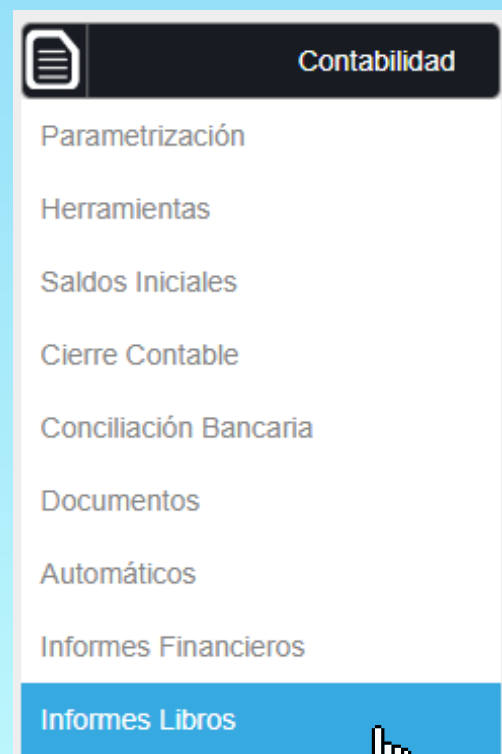 Contabilidad
Parametrización
Herramientas
Saldos Iniciales
Cierre Contable
Conciliación Bancaria
Documentos
Automáticos
Informes Financieros
Informes Libros